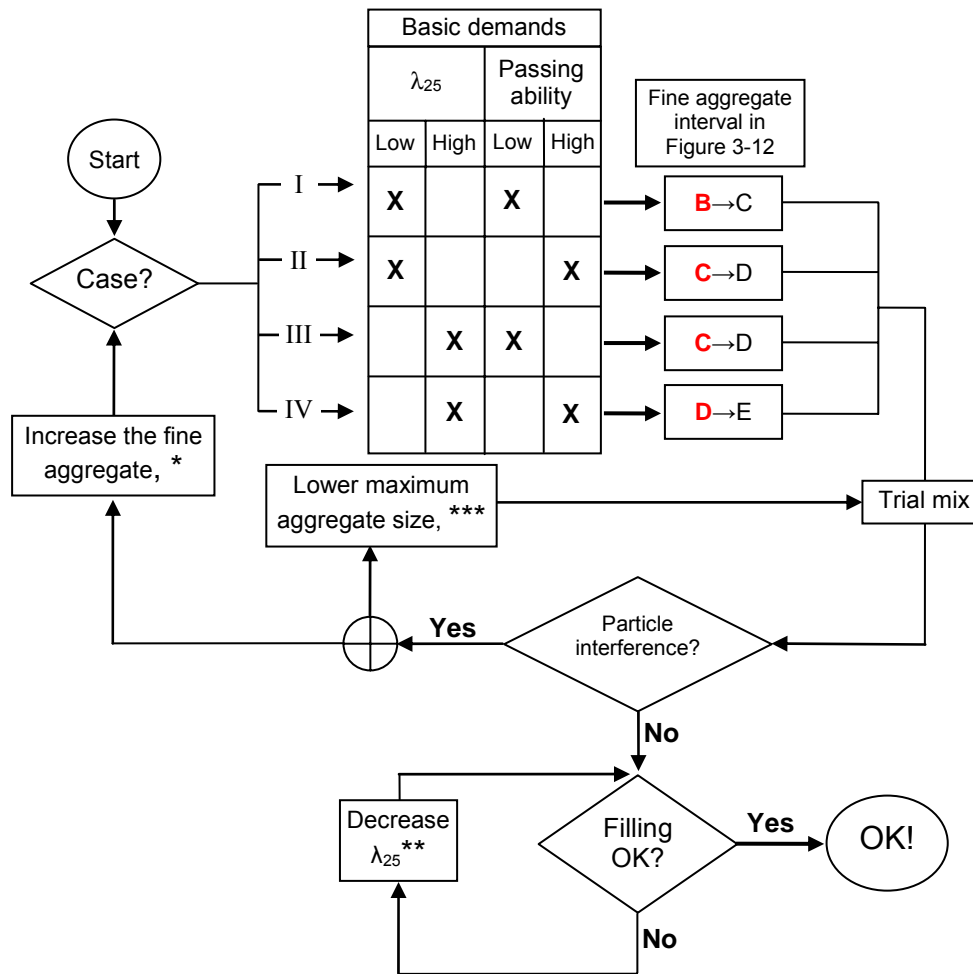 Basic demands
λ25
Passing
ability
Low
High
Low
High
Fine aggregate
interval in
Figure 3-12
Start
Case?
I
X
X
B→C
II
X
X
C→D
III
X
X
C→D
IV
X
X
D→E
Increase the fine
aggregate, *
Lower maximum
aggregate size, ***
Trial mix
Yes
Particle
interference?
No
Decrease
λ25**
Filling
OK?
Yes
OK!
No